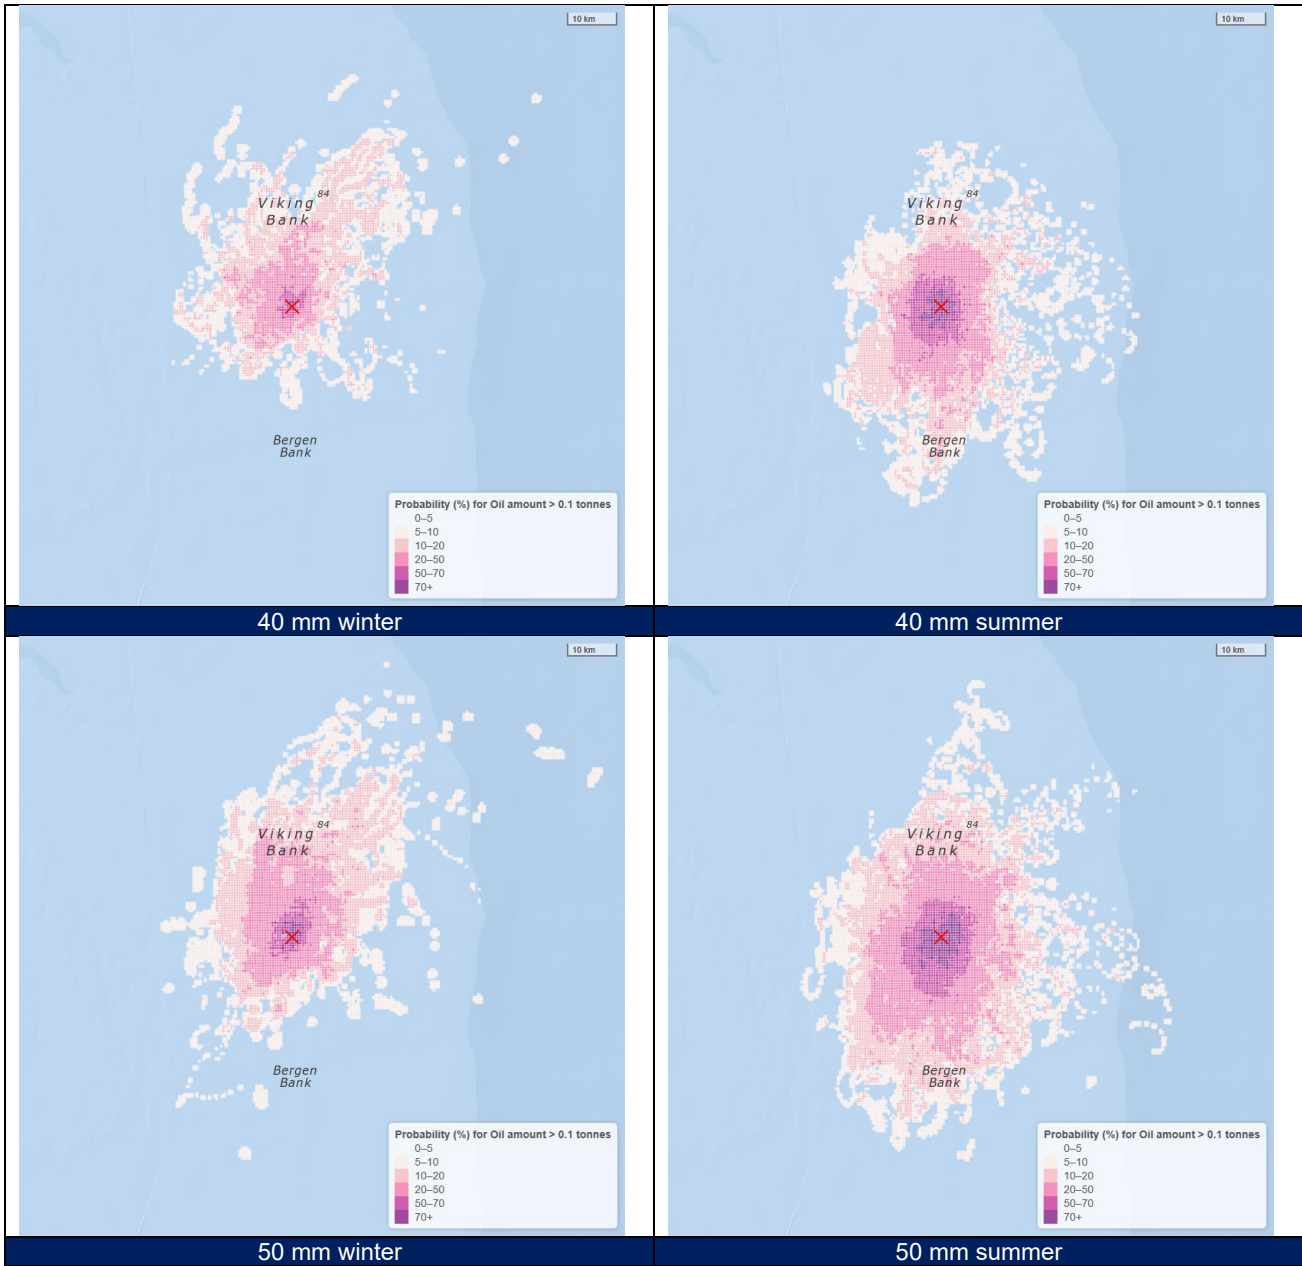 10 km
84
Viking
Bank
Bergen
Bank
Probability (%) for Oil amount > 0.1 tonnes
0–5
5–10
10–20
20–50
50–70
70+
40 mm winter
10 km
84
Viking
Bank
Bergen
Bank
Probability (%) for Oil amount > 0.1 tonnes
0–5
5–10
10–20
20–50
50–70
70+
40 mm summer
10 km
84
Viking
Bank
Bergen
Bank
Probability (%) for Oil amount > 0.1 tonnes
0–5
5–10
10–20
20–50
50–70
70+
50 mm winter
10 km
84
Viking
Bank
Bergen
Bank
Probability (%) for Oil amount > 0.1 tonnes
0–5
5–10
10–20
20–50
50–70
70+
50 mm summer